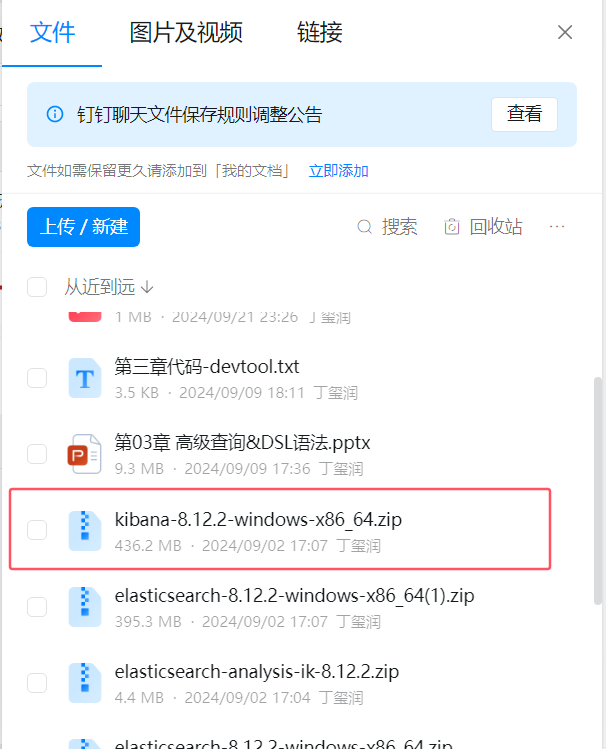 文件 图片及视频 链接
钉钉聊天文件保存规则调整公告 查看
文件如需保留更久请添加到「我的文档」 立即添加
上传 / 新建 搜索 回收站 ...
从近到远
1 MB · 2024/09/21 23:26 丁玺润
第三章代码-devtool.txt
3.5 KB · 2024/09/09 18:11 丁玺润
第03章 高级查询&DSL语法.pptx
9.3 MB · 2024/09/09 17:36 丁玺润
kibana-8.12.2-windows-x86_64.zip
436.2 MB · 2024/09/02 17:07 丁玺润
elasticsearch-8.12.2-windows-x86_64(1).zip
395.3 MB · 2024/09/02 17:07 丁玺润
elasticsearch-analysis-ik-8.12.2.zip
4.4 MB · 2024/09/02 17:04 丁玺润
elasticsearch-8.12.2-windows-x86_64.zip